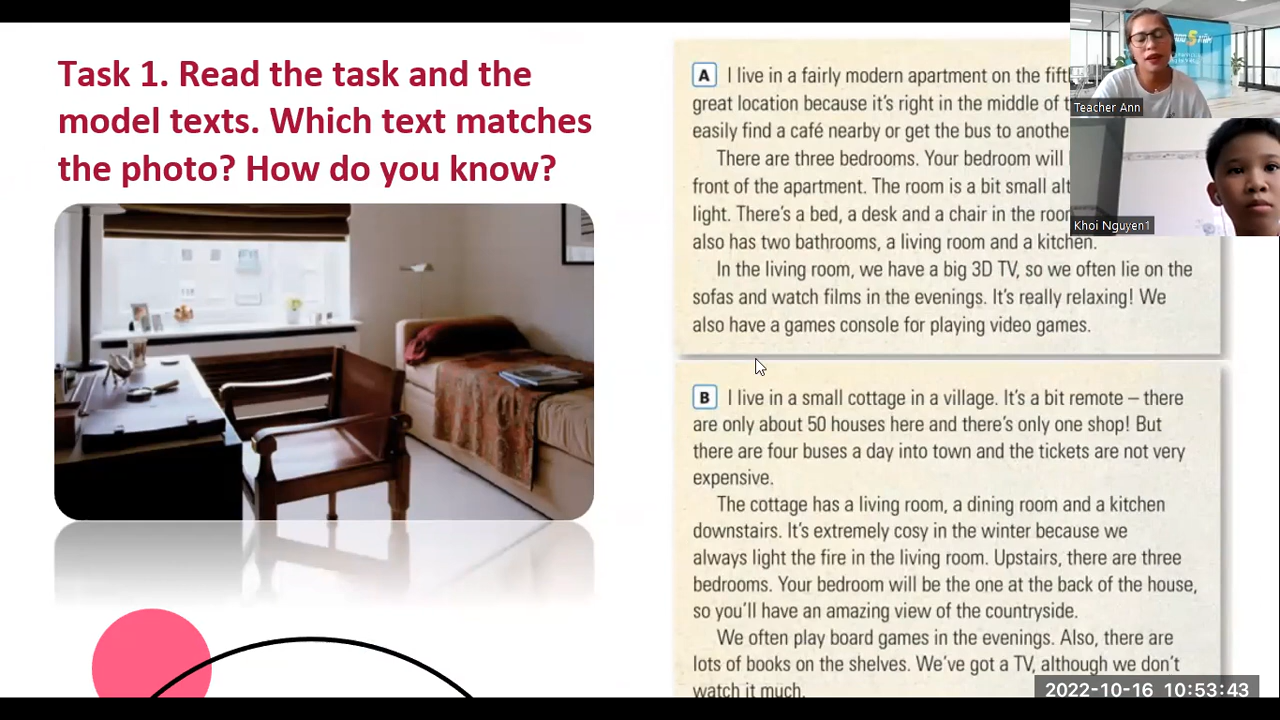 Task 1. Read the task and the
model texts. Which text matches
the photo? How do you know?
A I live in a fairly modern apartment on the
great location because it's right in the middle of
easily find a café nearby or get the bus to
There are three bedrooms. Your bedroom will
front of the apartment. The room is a bit small
light. There's a bed, a desk and a chair in the
also has two bathrooms, a living room and a kitchen.
In the living room, we have a big 3D TV, so we often lie on the
sofas and watch films in the evenings. It's really relaxing! We
also have a games console for playing video games.
B I live in a small cottage in a village. It's a bit remote – there
are only about 50 houses here and there's only one shop! But
there are four buses a day into town and the tickets are not very
expensive.
The cottage has a living room, a dining room and a kitchen
downstairs. It's extremely cosy in the winter because we
always light the fire in the living room. Upstairs, there are three
bedrooms. Your bedroom will be the one at the back of the house,
so you'll have an amazing view of the countryside.
We often play board games in the evenings. Also, there are
lots of books on the shelves. We've got a TV, although we don't
watch it much.
Teacher Ann
Khoi Nguyen1
2022-10-16 10:53:43